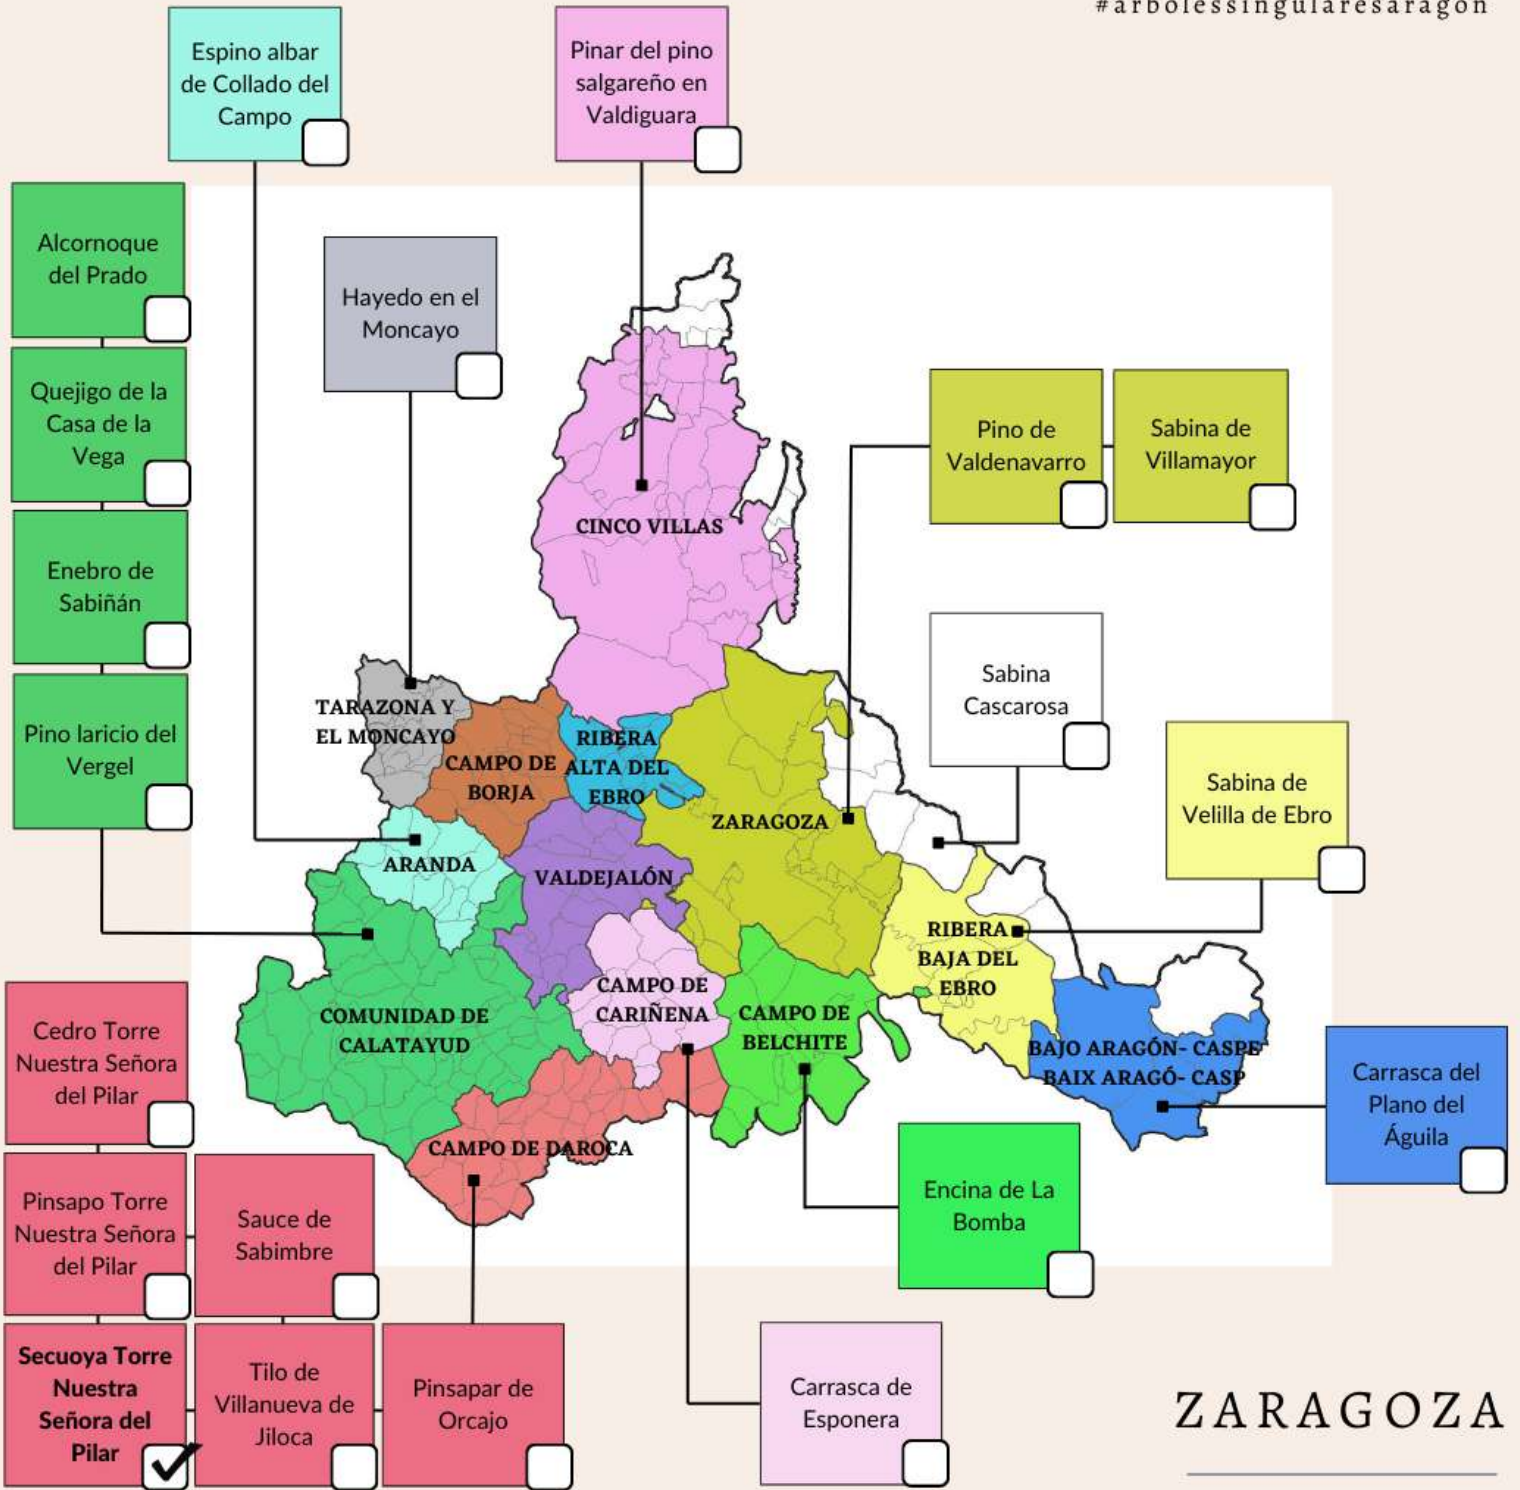 #arbolessingularesaragon
Espino albar
de Collado del
Campo
Pinar del pino
salgareño en
Valdiguara
Alcornoque
del Prado
Hayedo en el
Moncayo
Quejigo de la
Casa de la
Vega
Pino de
Valdenavarro
Sabina de
Villamayor
CINCO VILLAS
Enebro de
Sabiñán
Sabina
Cascarosa
Pino laricio del
Vergel
TARAZONA Y
EL MONCAYO
CAMPO DE
BORJA
RIBERA
ALTA DEL
EBRO
ZARAGOZA
Sabina de
Velilla de Ebro
ARANDA
VALDEJALÓN
RIBERA
BAJA DEL
EBRO
COMUNIDAD DE
CALATAYUD
CAMPO DE
CARIÑENA
CAMPO DE
BELCHITE
BAJO ARAGÓN- CASPE
BAIX ARAGÓ- CASP
Cedro Torre
Nuestra Señora
del Pilar
Carrasca del
Plano del
Águila
CAMPO DE DAROCA
Pinsapo Torre
Nuestra Señora
del Pilar
Sauce de
Sabimbre
Encina de La
Bomba
Secuoya Torre
Nuestra
Señora del
Pilar
Tilo de
Villanueva de
Jiloca
Pinsapar de
Orcajo
Carrasca de
Esponera
ZARAGOZA